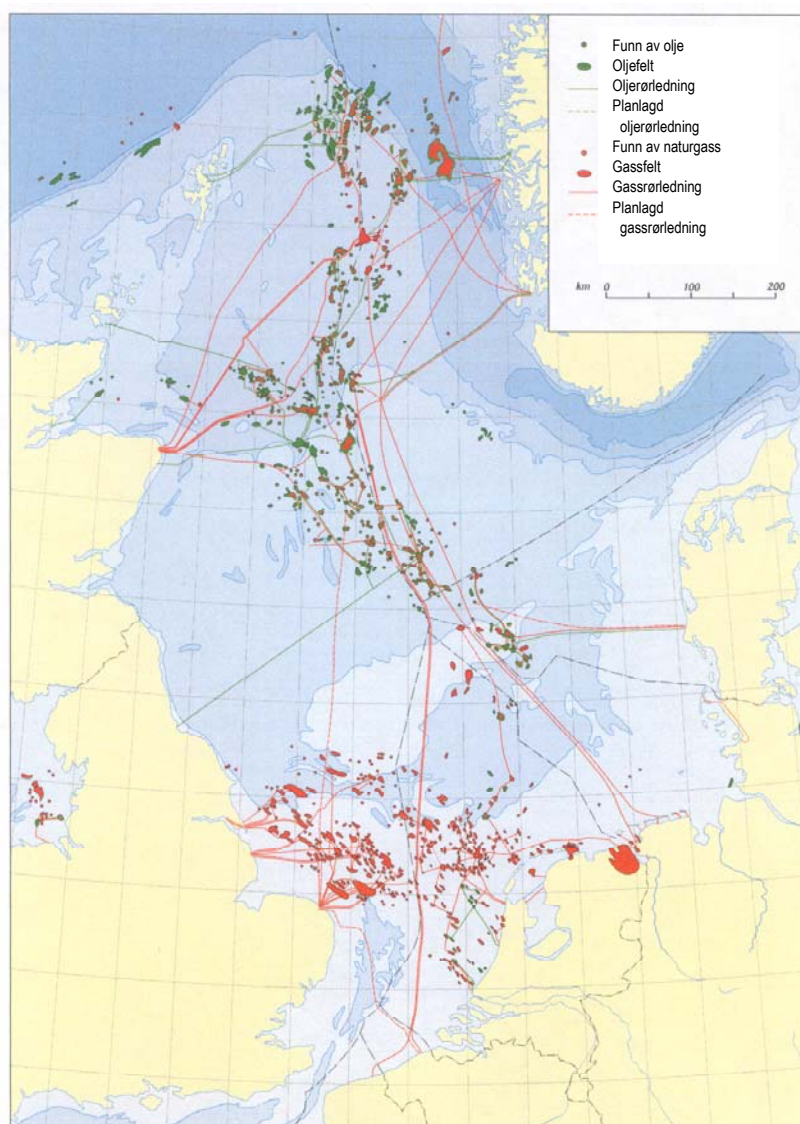 Funn av olje
Oljefelt
Oljerørledning
Planlagd
oljerørledning
Funn av naturgass
Gassfelt
Gassrørledning
Planlagd
gassrørledning
km 0 100 200